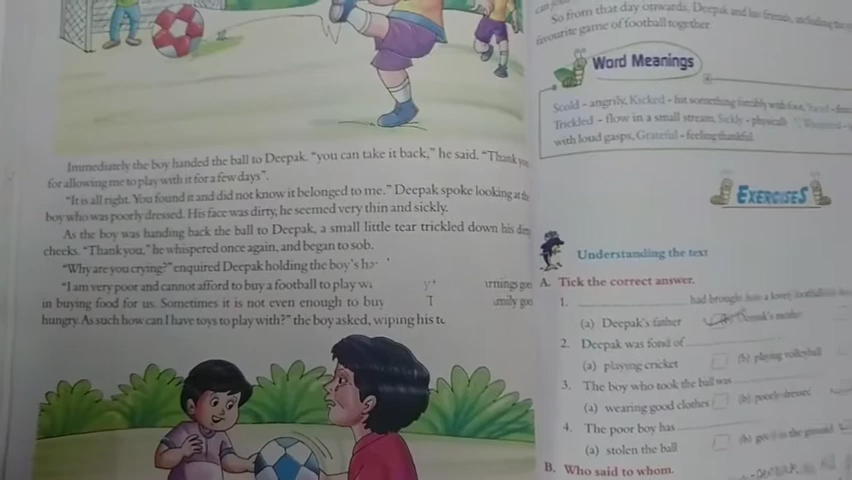 Immediately the boy handed the ball to Deepak. "you can take it back," he said. "Thank you
for allowing me to play with it for a few days".
"It is all right. You found it and did not know it belonged to me." Deepak spoke looking at the
boy who was poorly dressed. His face was dirty, he seemed very thin and sickly.
As the boy was handing back the ball to Deepak, a small little tear trickled down his
cheeks. "Thank you," he whispered once again, and began to sob.
"Why are you crying?" enquired Deepak holding the boy's
"I am very poor and cannot afford to buy a football to play
in buying food for us. Sometimes it is not even enough to buy
hungry. As such how can I have toys to play with?" the boy asked, wiping his
So from that day onwards, Deepak and his friends, including the
favourite game of football together.
Word Meanings
Scold - angrily, Kicked - hit something forcibly with foot,
Trickled - flow in a small stream, Sickly - physically
with loud gasps, Grateful - feeling thankful.
EXERCISES
Understanding the text
A. Tick the correct answer.
1. ____________ had brought
(a) Deepak's father (b) Deepak's mother
2. Deepak was fond of ____________
(a) playing cricket (b) playing volleyball
3. The boy who took the ball was ____________
(a) wearing good clothes (b) poorly dressed
4. The poor boy has ____________
(a) stolen the ball (b) in the ground
B. Who said to whom.